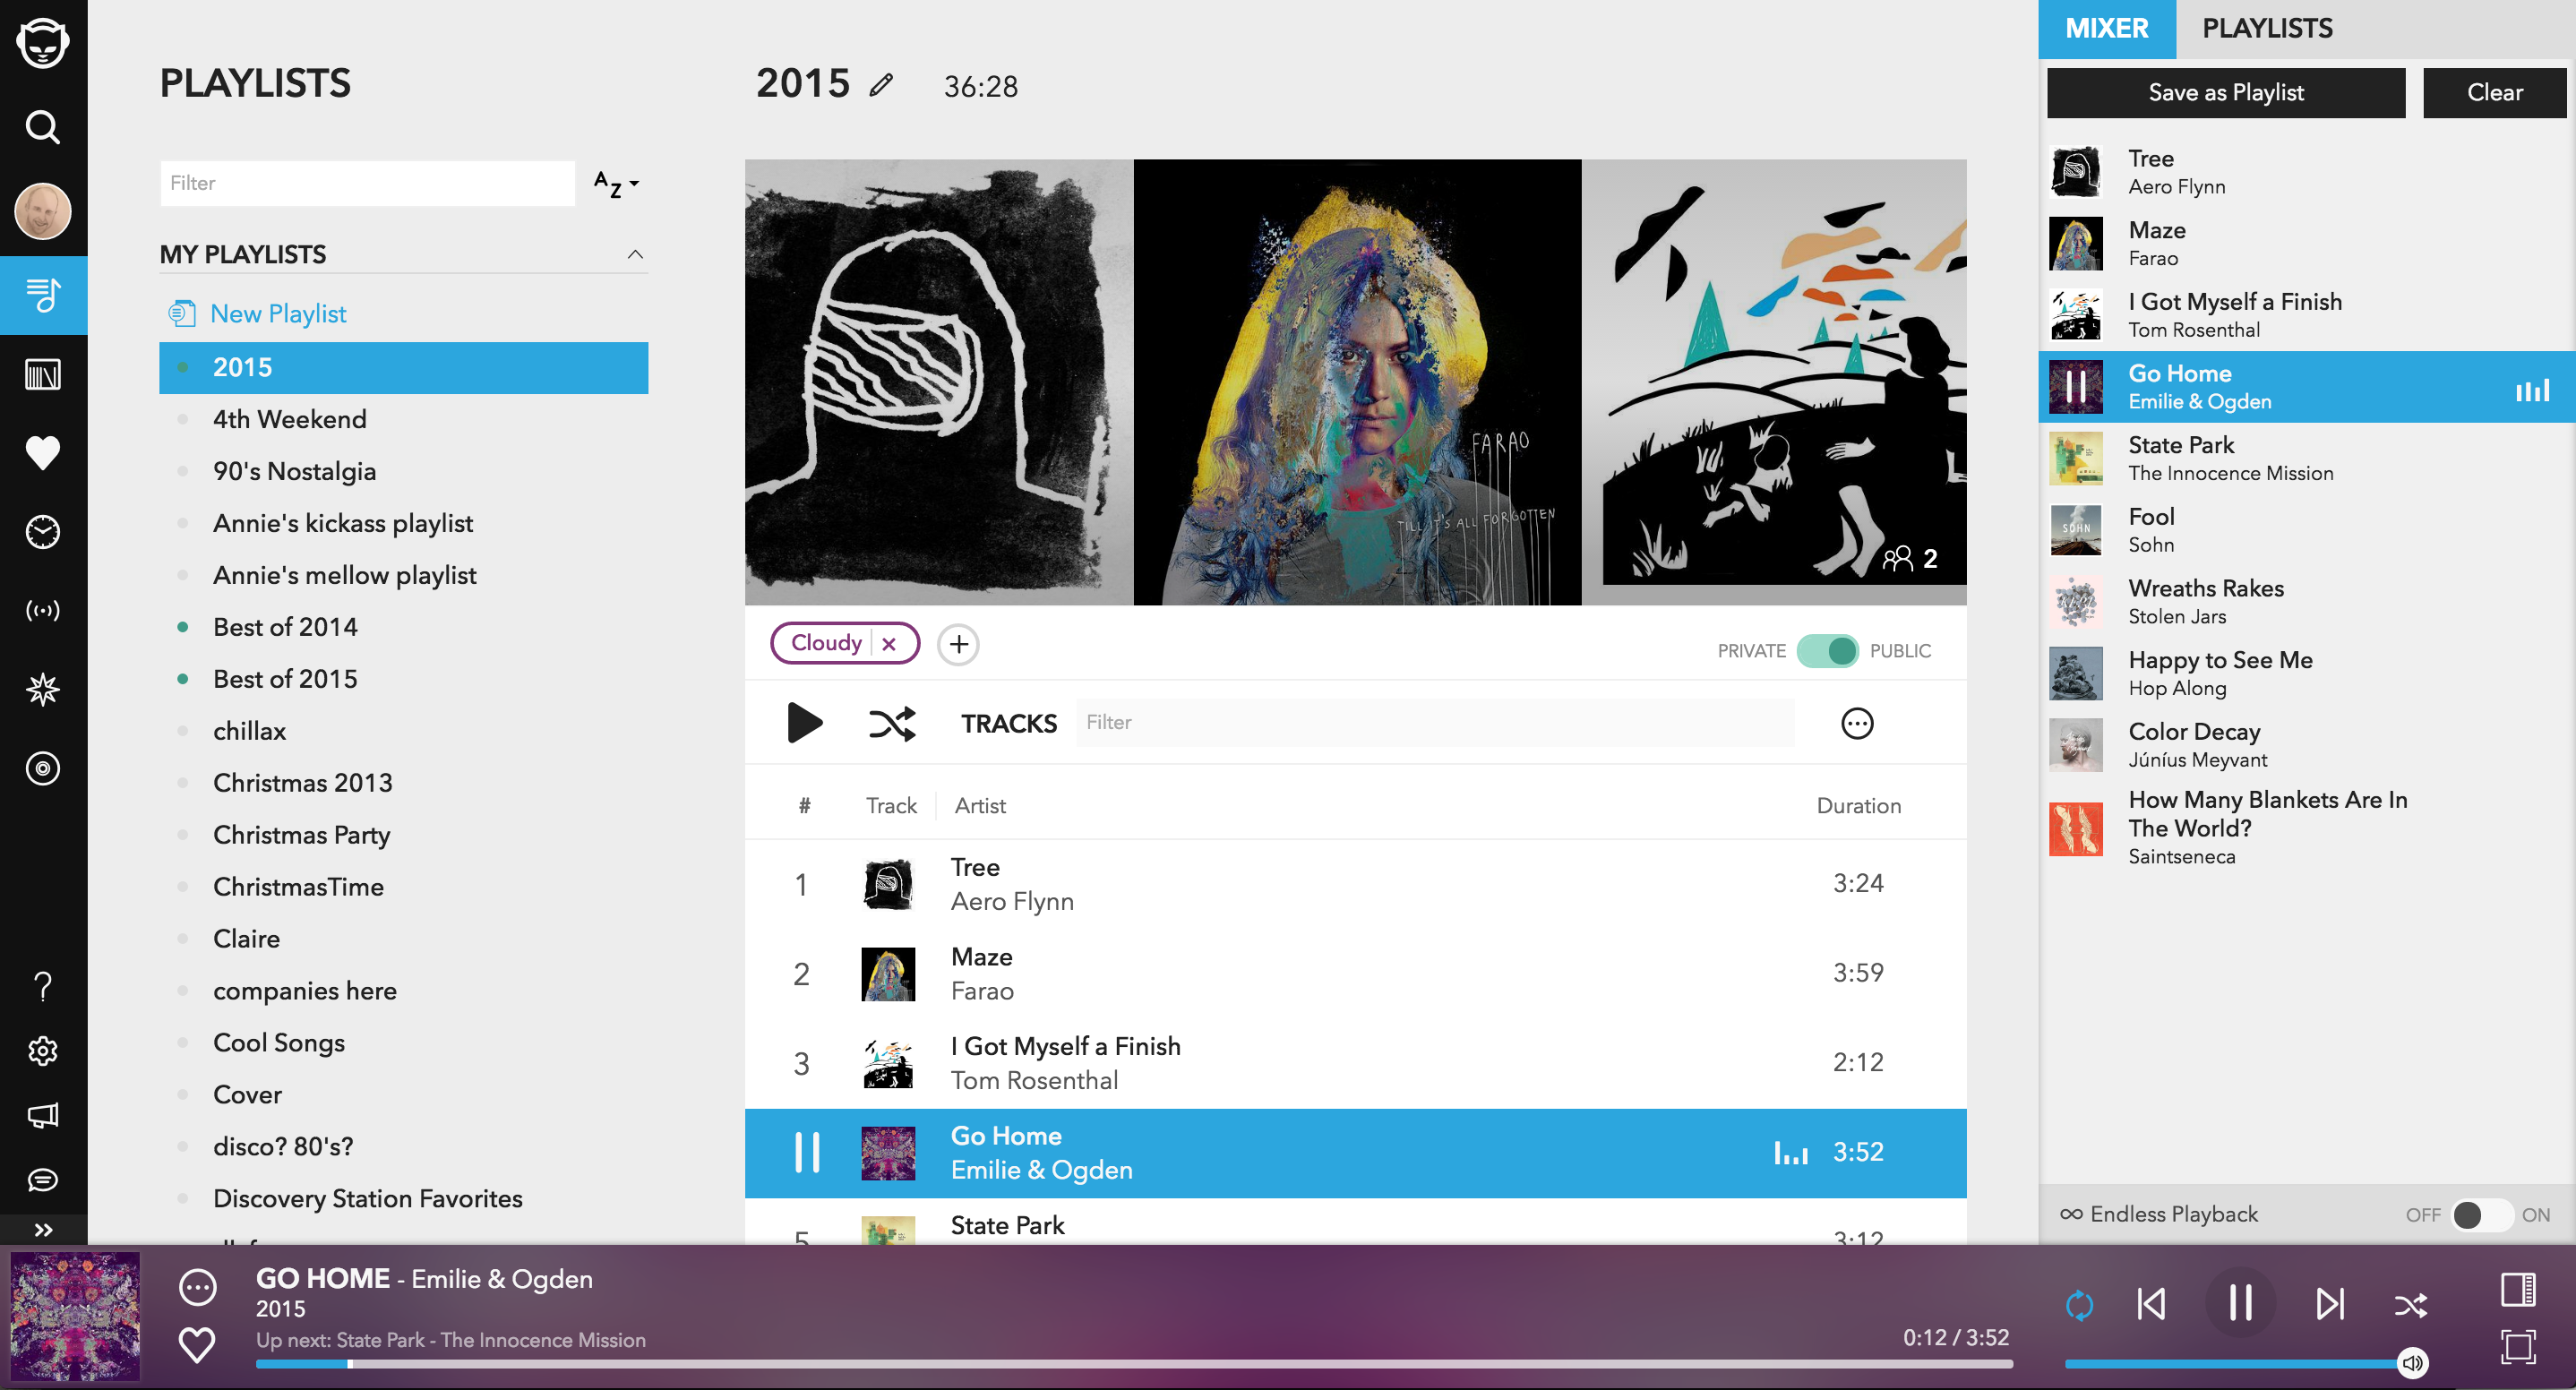 PLAYLISTS
Filter
A Z
MY PLAYLISTS
New Playlist
2015
4th Weekend
90's Nostalgia
Annie's kickass playlist
Annie's mellow playlist
Best of 2014
Best of 2015
chillax
Christmas 2013
Christmas Party
ChristmasTime
Claire
companies here
Cool Songs
Cover
disco? 80's?
Discovery Station Favorites
2015 36:28
FARAO
TILL IT'S ALL FORGOTTEN
2
Cloudy
PRIVATE PUBLIC
TRACKS Filter
# Track Artist Duration
1 Tree 3:24
Aero Flynn
2 Maze 3:59
Farao
3 I Got Myself a Finish 2:12
Tom Rosenthal
Go Home 3:52
Emilie & Ogden
5 State Park 3:12
MIXER PLAYLISTS
Save as Playlist Clear
Tree
Aero Flynn
Maze
Farao
I Got Myself a Finish
Tom Rosenthal
Go Home
Emilie & Ogden
State Park
The Innocence Mission
SOHN
Fool
Sohn
Wreaths Rakes
Stolen Jars
Happy to See Me
Hop Along
Color Decay
Júníus Meyvant
How Many Blankets Are In
The World?
Saintseneca
Endless Playback OFF ON
GO HOME - Emilie & Ogden
2015
Up next: State Park - The Innocence Mission
0:12 / 3:52